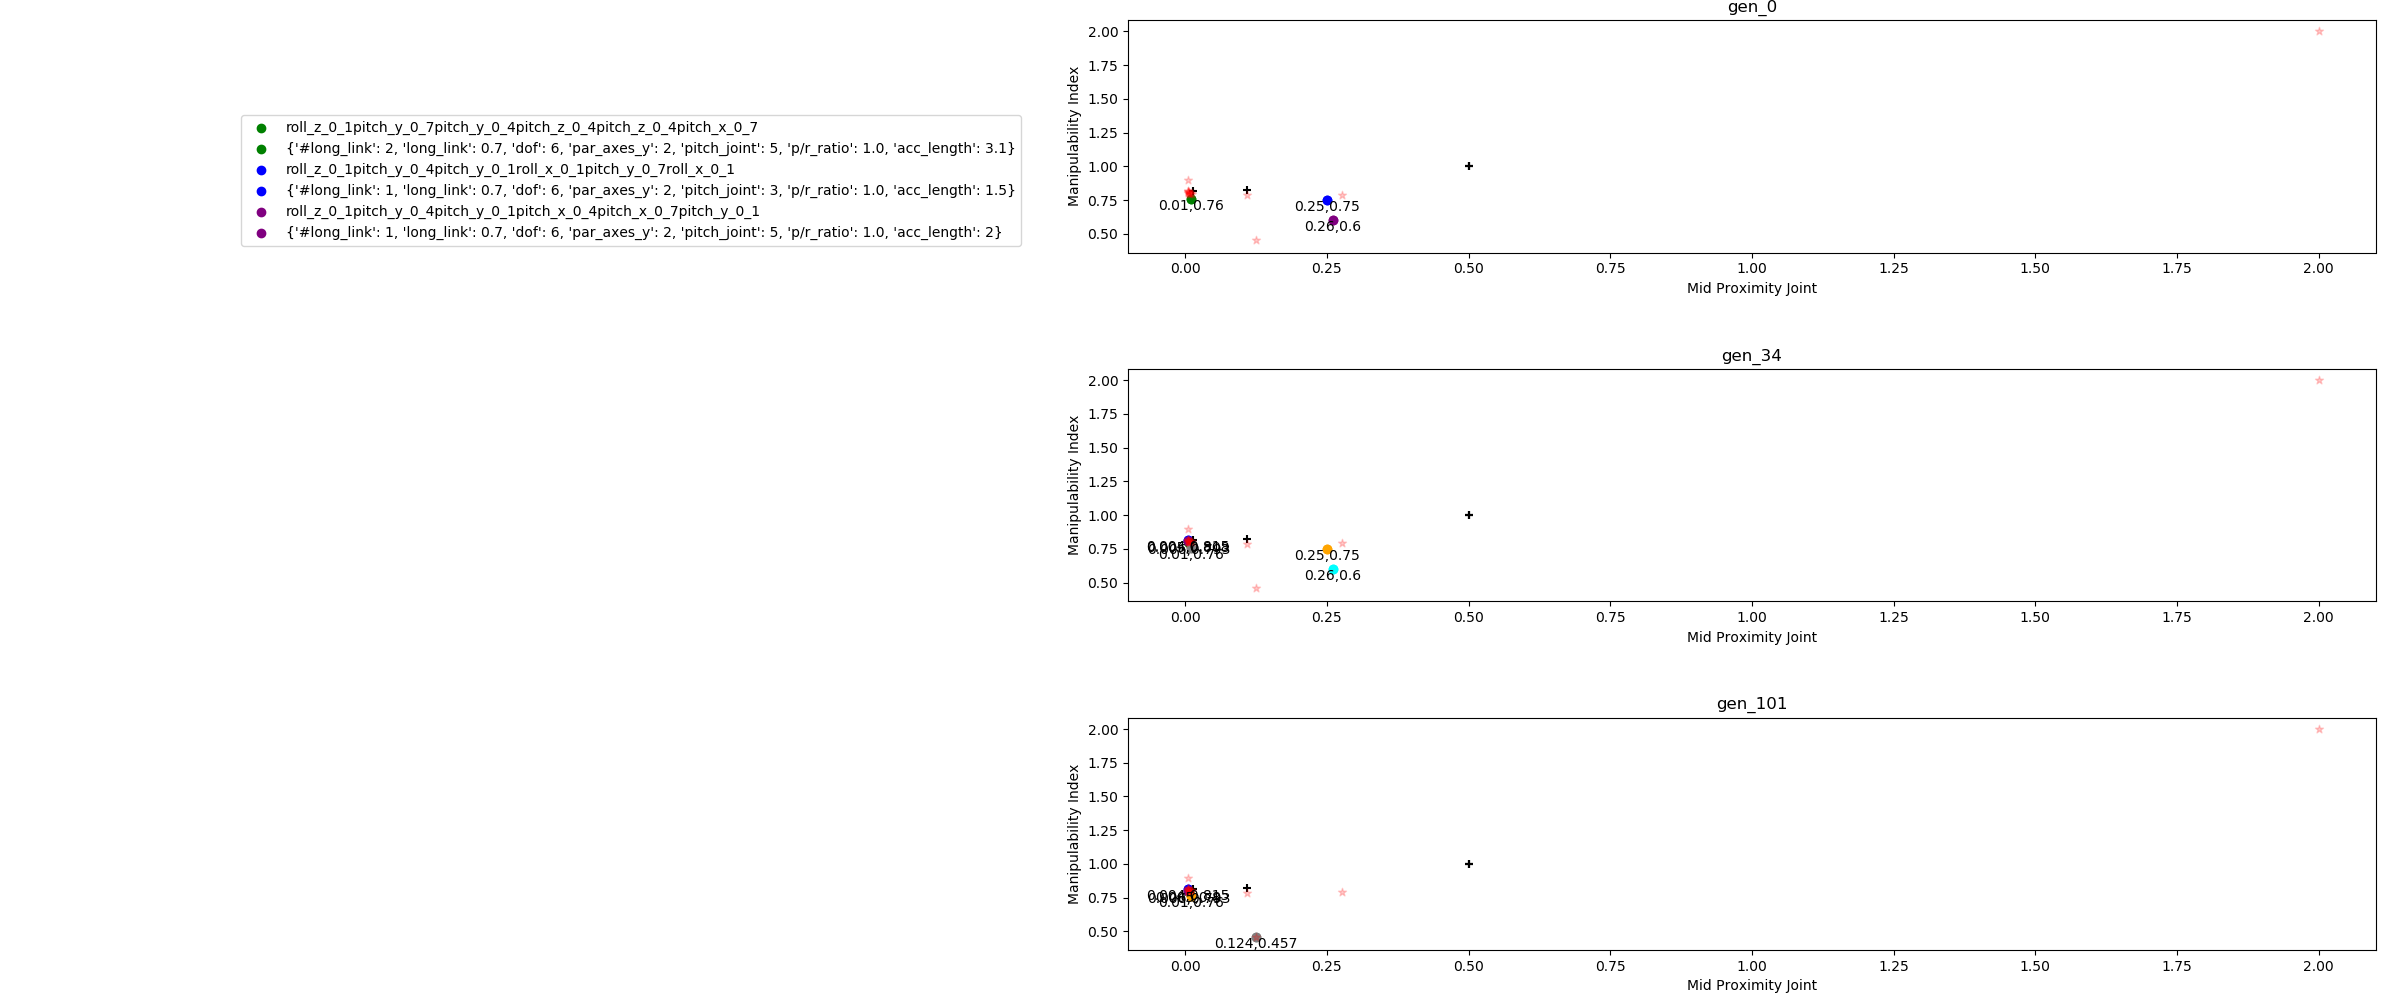 gen_0
roll_z_0_1pitch_y_0_7pitch_y_0_4pitch_z_0_4pitch_z_0_4pitch_x_0_7
{'#long_link': 2, 'long_link': 0.7, 'dof': 6, 'par_axes_y': 2, 'pitch_joint': 5, 'p/r_ratio': 1.0, 'acc_length': 3.1}
roll_z_0_1pitch_y_0_4pitch_y_0_1roll_x_0_1pitch_y_0_7roll_x_0_1
{'#long_link': 1, 'long_link': 0.7, 'dof': 6, 'par_axes_y': 2, 'pitch_joint': 3, 'p/r_ratio': 1.0, 'acc_length': 1.5}
roll_z_0_1pitch_y_0_4pitch_y_0_1pitch_x_0_4pitch_x_0_7pitch_y_0_1
{'#long_link': 1, 'long_link': 0.7, 'dof': 6, 'par_axes_y': 2, 'pitch_joint': 5, 'p/r_ratio': 1.0, 'acc_length': 2}
Manipulability Index
2.00
1.75
1.50
1.25
1.00
0.75
0.50
0.01,0.76
0.25,0.75
0.26,0.6
0.00 0.25 0.50 0.75 1.00 1.25 1.50 1.75 2.00
Mid Proximity Joint
gen_34
Manipulability Index
2.00
1.75
1.50
1.25
1.00
0.75
0.50
0.01,0.76
0.25,0.75
0.26,0.6
0.00 0.25 0.50 0.75 1.00 1.25 1.50 1.75 2.00
Mid Proximity Joint
gen_101
Manipulability Index
2.00
1.75
1.50
1.25
1.00
0.75
0.50
0.01,0.76
0.124,0.457
0.00 0.25 0.50 0.75 1.00 1.25 1.50 1.75 2.00
Mid Proximity Joint